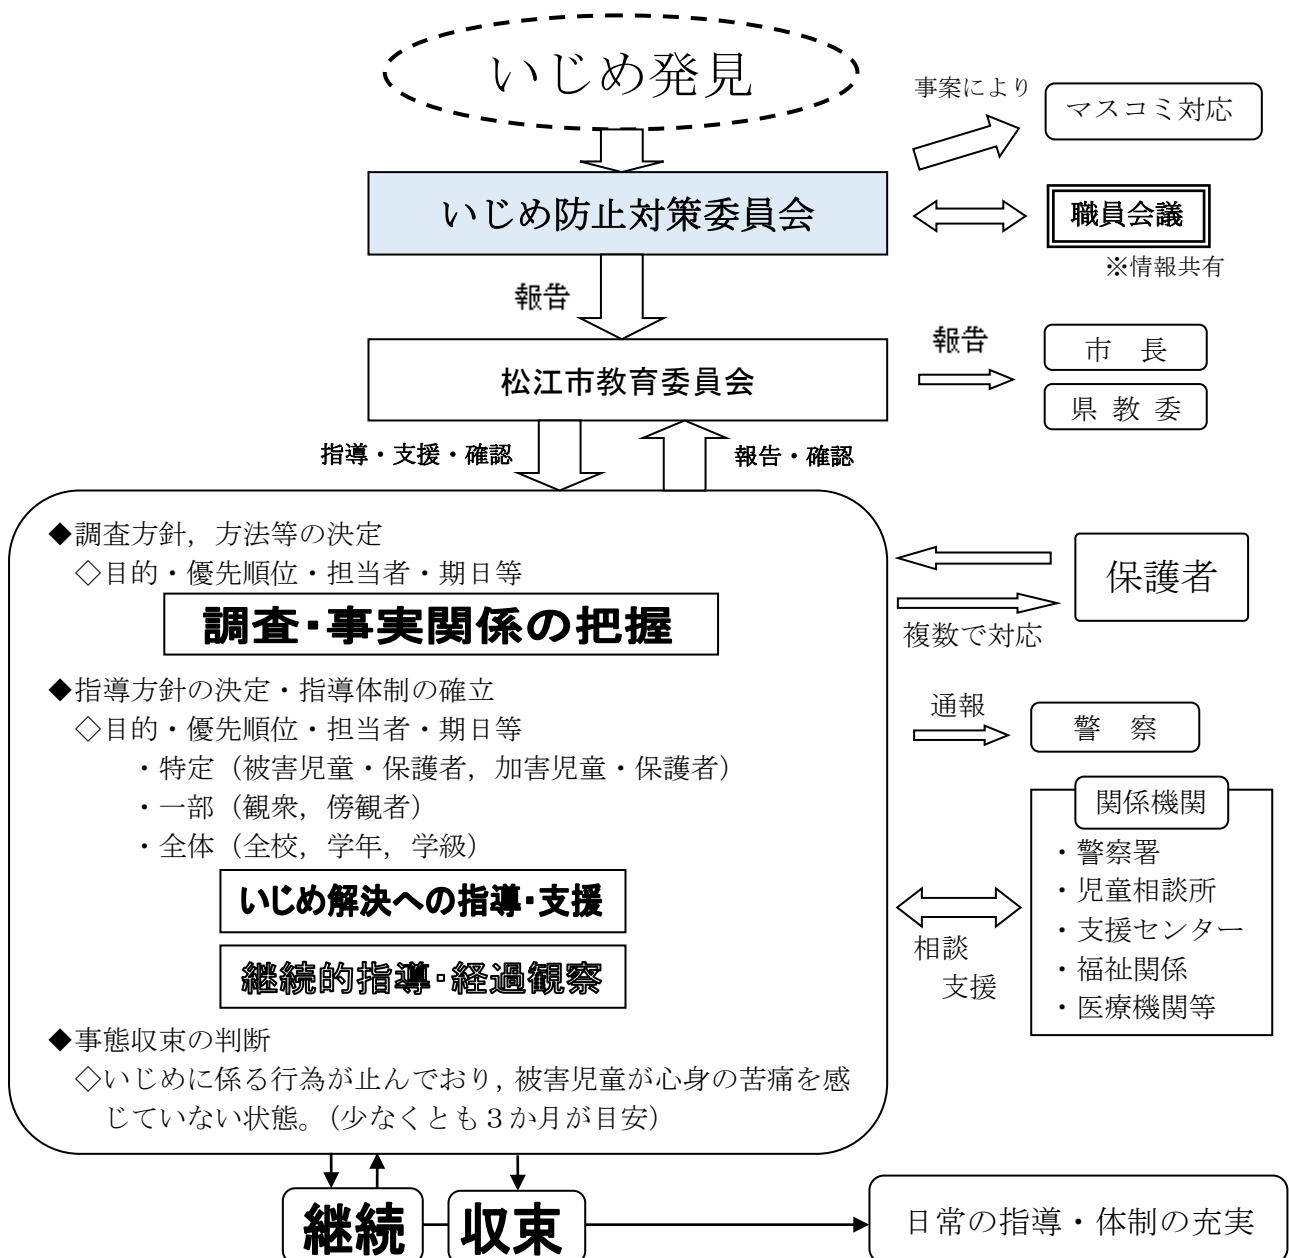 いじめ発見
事案により
マスコミ対応
いじめ防止対策委員会
職員会議
※情報共有
報告
松江市教育委員会
報告
市　長
県 教 委
指導・支援・確認
報告・確認
◆調査方針，方法等の決定
◇目的・優先順位・担当者・期日等
調査・事実関係の把握
保護者
複数で対応
◆指導方針の決定・指導体制の確立
◇目的・優先順位・担当者・期日等
・特定（被害児童・保護者，加害児童・保護者）
・一部（観衆，傍観者）
・全体（全校，学年，学級）
通報
警　察
いじめ解決への指導・支援
継続的指導・経過観察
関係機関
・警察署
・児童相談所
・支援センター
・福祉関係
・医療機関等
相談
支援
◆事態収束の判断
◇いじめに係る行為が止んでおり，被害児童が心身の苦痛を感
じていない状態。（少なくとも３か月が目安）
継続
収束
日常の指導・体制の充実